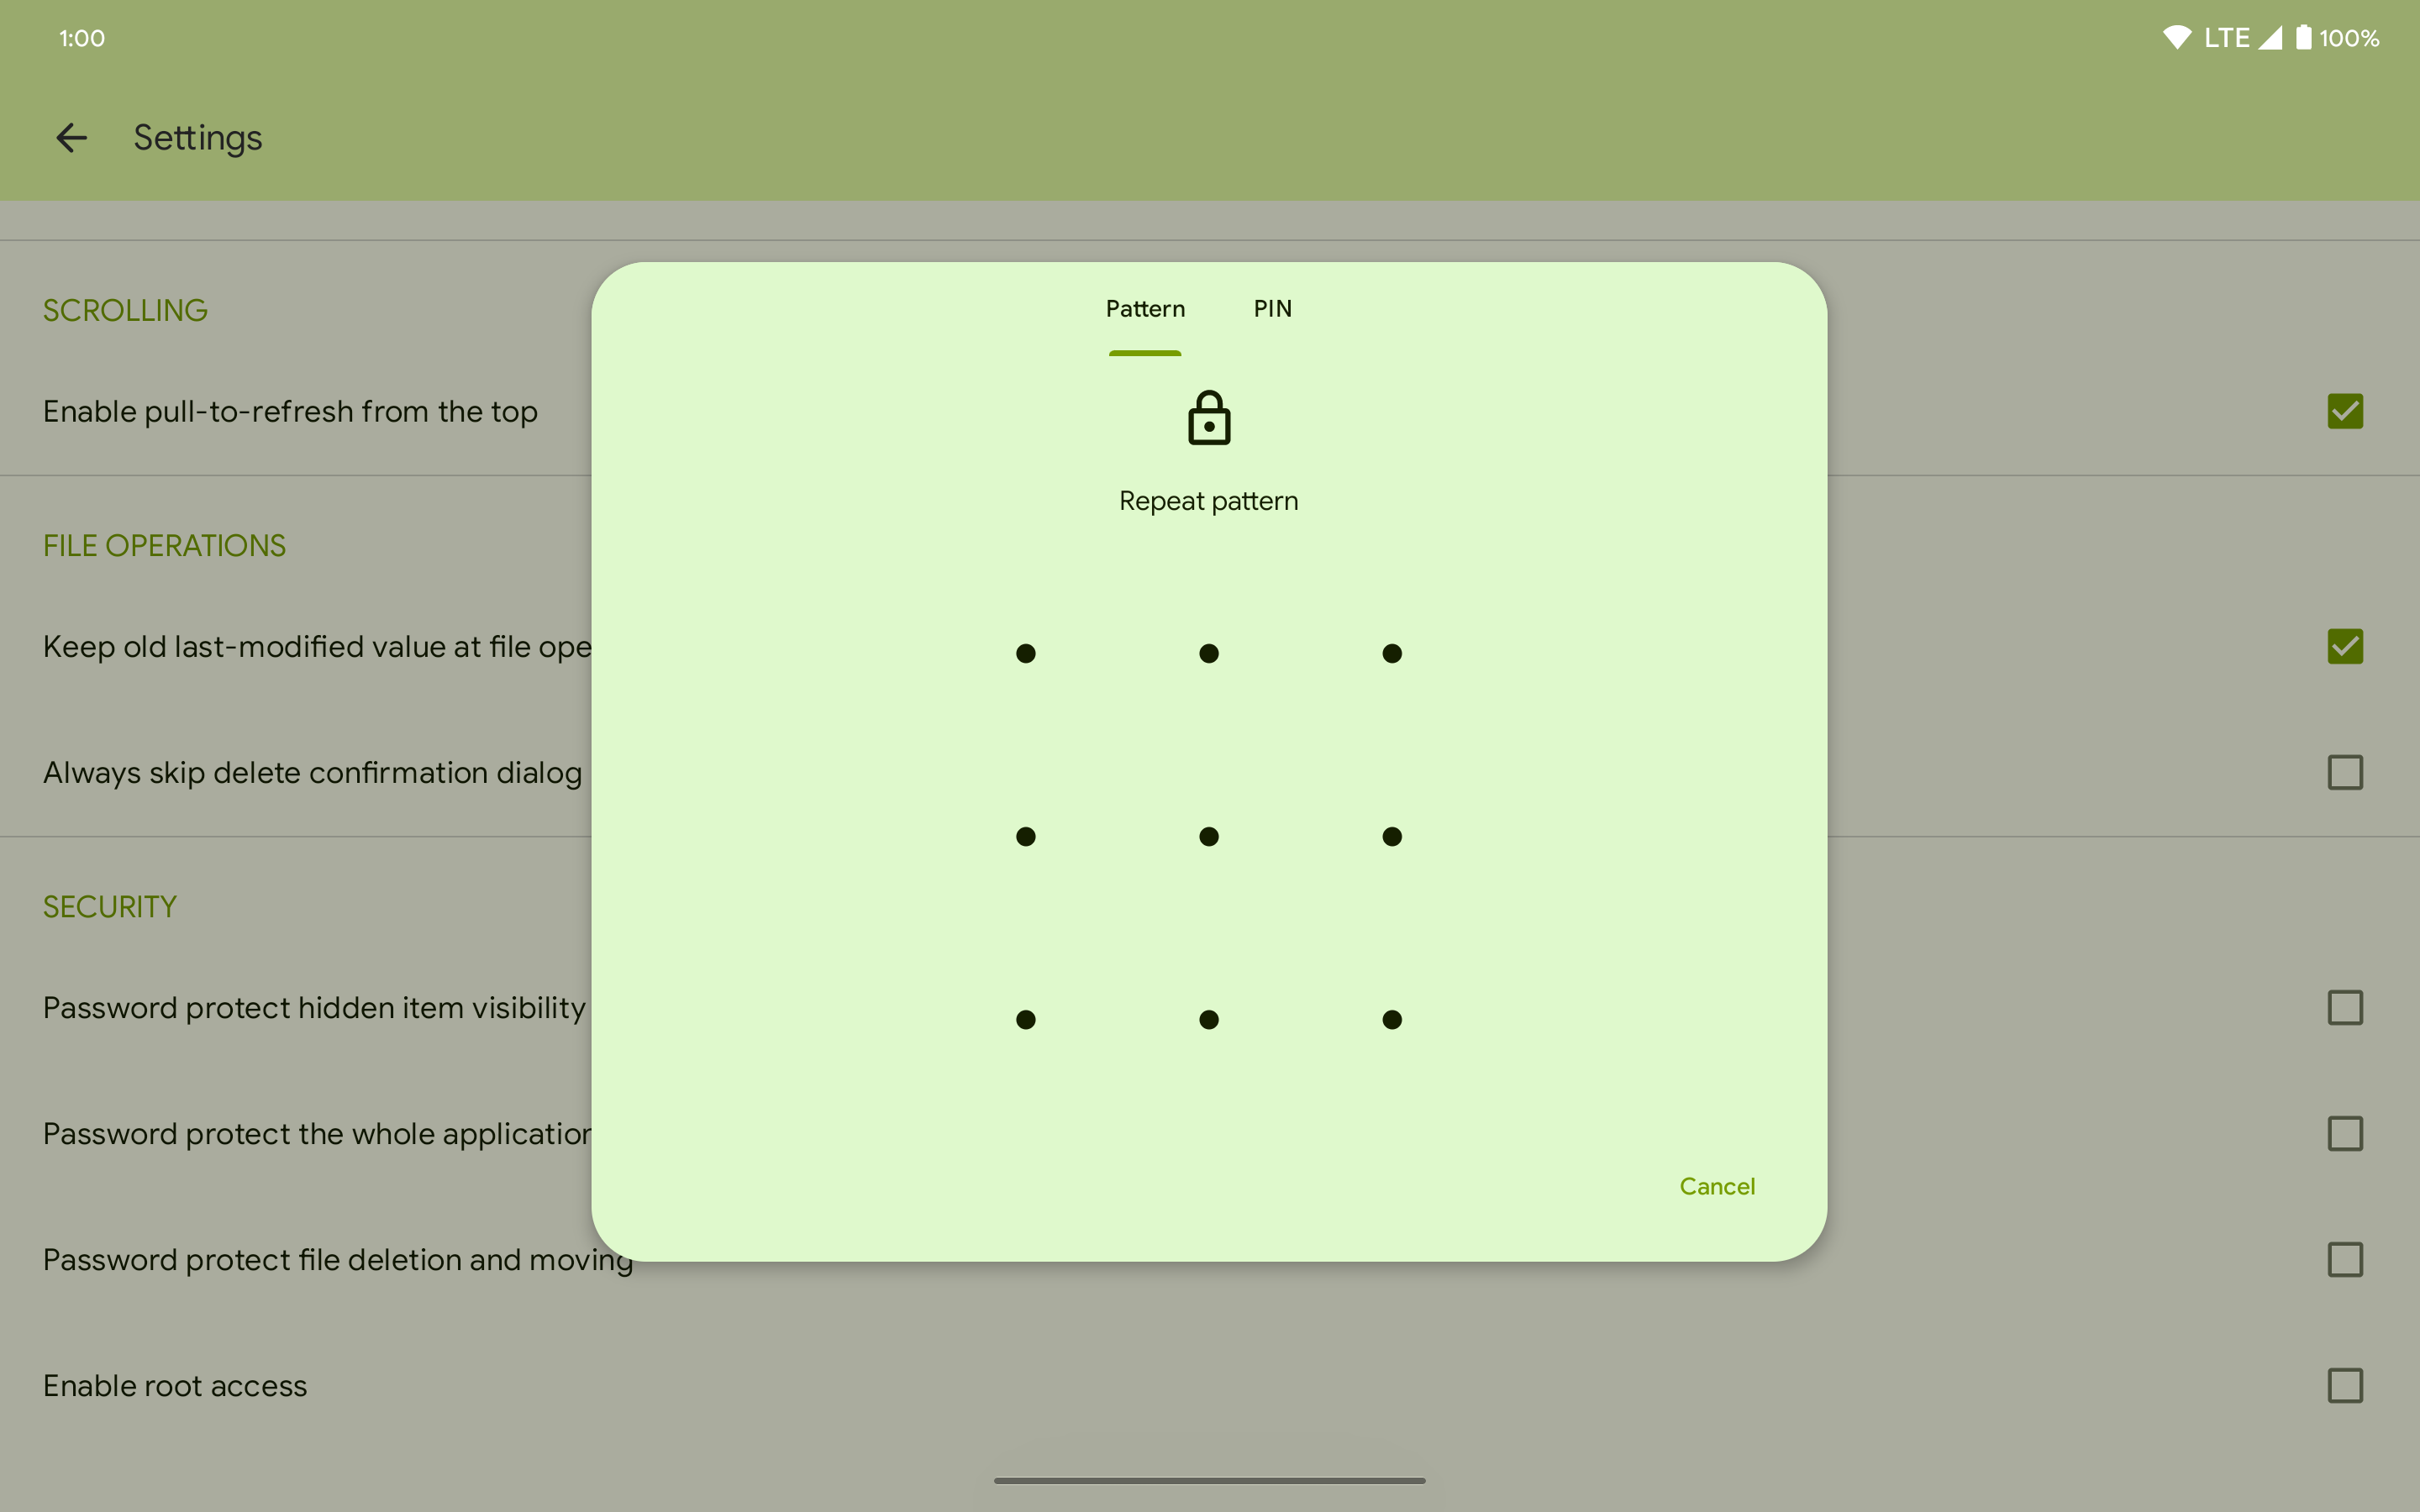 1:00
LTE 100%
Settings
SCROLLING
Enable pull-to-refresh from the top
FILE OPERATIONS
Keep old last-modified value at file ope
Always skip delete confirmation dialog
SECURITY
Password protect hidden item visibility
Password protect the whole application
Password protect file deletion and moving
Enable root access
Pattern PIN
Repeat pattern
Cancel